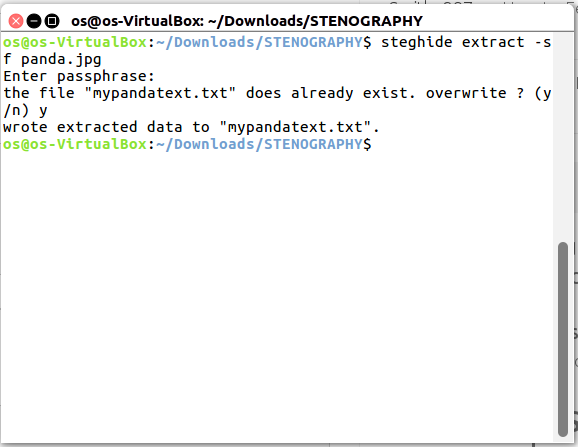 os@os-VirtualBox: ~/Downloads/STENOGRAPHY
os@os-VirtualBox:~/Downloads/STENOGRAPHY$ steghide extract -s
f panda.jpg
Enter passphrase:
the file "mypandatext.txt" does already exist. overwrite ? (y
/n) y
wrote extracted data to "mypandatext.txt".
os@os-VirtualBox:~/Downloads/STENOGRAPHY$